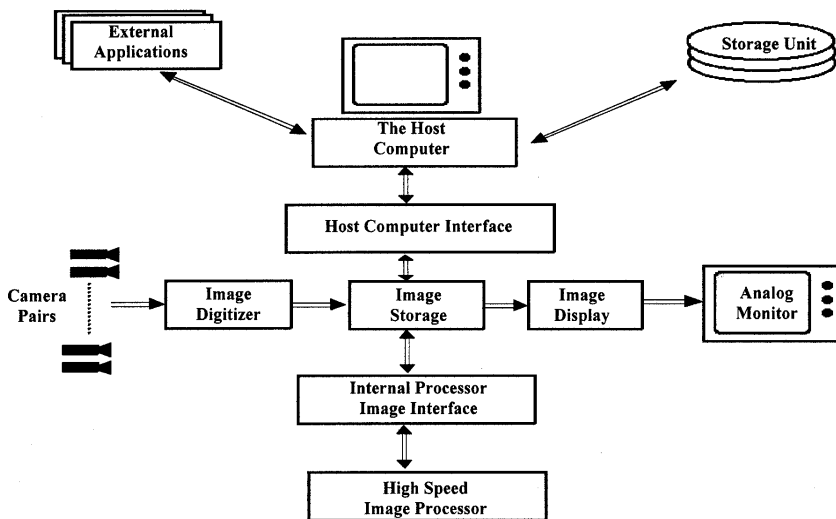 External
Applications
Storage Unit
The Host
Computer
Host Computer Interface
Camera
Pairs
Image
Digitizer
Image
Storage
Image
Display
Analog
Monitor
Internal Processor
Image Interface
High Speed
Image Processor